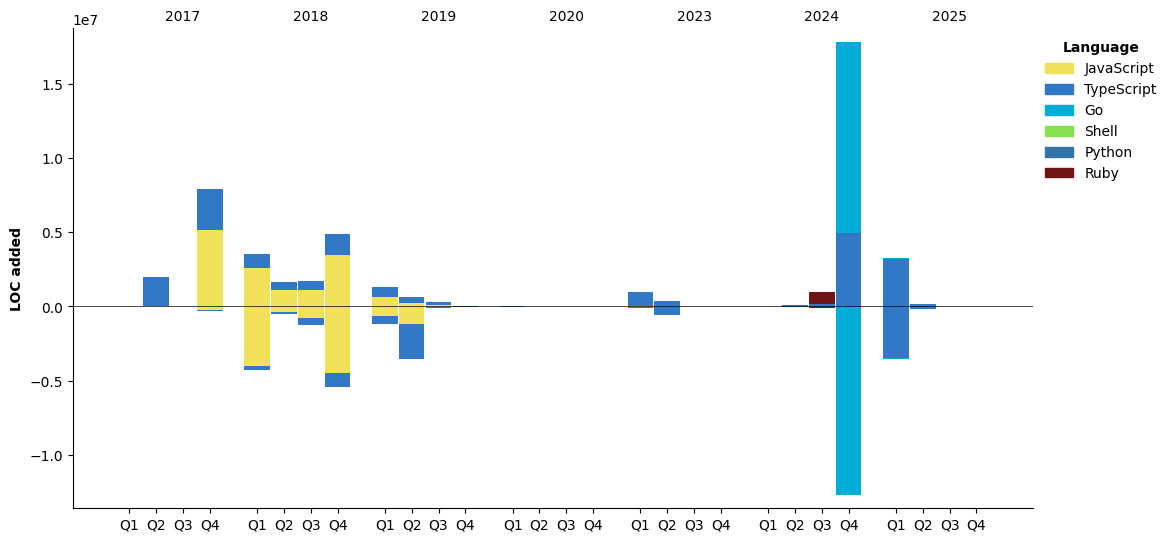 1e7
2017 2018 2019 2020 2023 2024 2025
Language
JavaScript
TypeScript
Go
Shell
Python
Ruby
LOC added
1.5
1.0
0.5
0.0
−0.5
−1.0
Q1 Q2 Q3 Q4 Q1 Q2 Q3 Q4 Q1 Q2 Q3 Q4 Q1 Q2 Q3 Q4 Q1 Q2 Q3 Q4 Q1 Q2 Q3 Q4 Q1 Q2 Q3 Q4